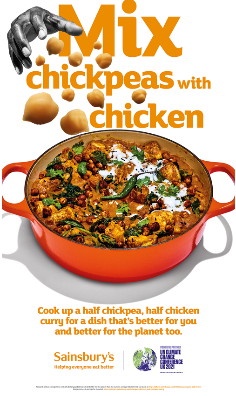 Mix
chickpeas with
chicken
Cook up a half chickpea, half chicken
curry for a dish that's better for you
and better for the planet too.
Sainsbury's
Helping everyone eat better
UN CLIMATE
CHANGE
CONFERENCE
UK 2021